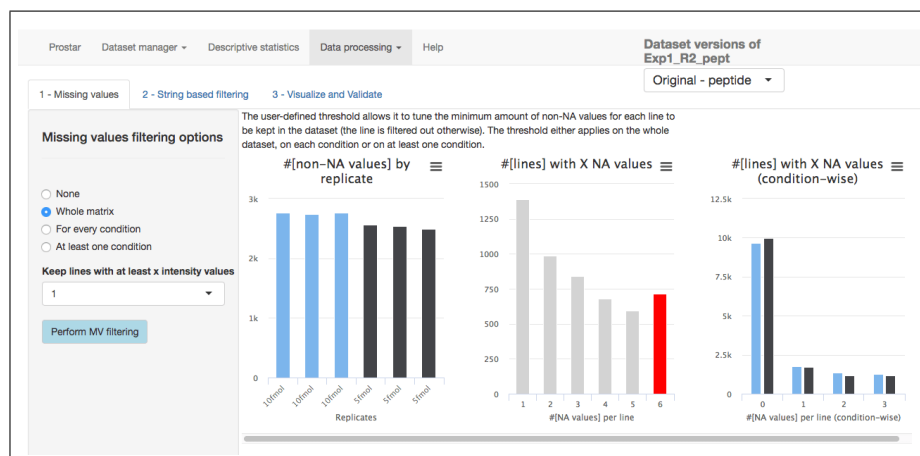 Prostar
Dataset manager
Descriptive statistics
Data processing
Help
Dataset versions of
Exp1_R2_pept
Original - peptide
1 - Missing values
2 - String based filtering
3 - Visualize and Validate
Missing values filtering options
None
Whole matrix
For every condition
At least one condition
Keep lines with at least x intensity values
1
Perform MV filtering
The user-defined threshold allows it to tune the minimum amount of non-NA values for each line to
be kept in the dataset (the line is filtered out otherwise). The threshold either applies on the whole
dataset, on each condition or on at least one condition.
#[non-NA values] by
replicate
3k
2k
1k
0
10fmol
10fmol
10fmol
5fmol
5fmol
5fmol
Replicates
#[lines] with X NA values
1500
1250
1000
750
500
250
0
1
2
3
4
5
6
#[NA values] per line
#[lines] with X NA values
(condition-wise)
12.5k
10k
7.5k
5k
2.5k
0
0
1
2
3
#[NA values] per line (condition-wise)